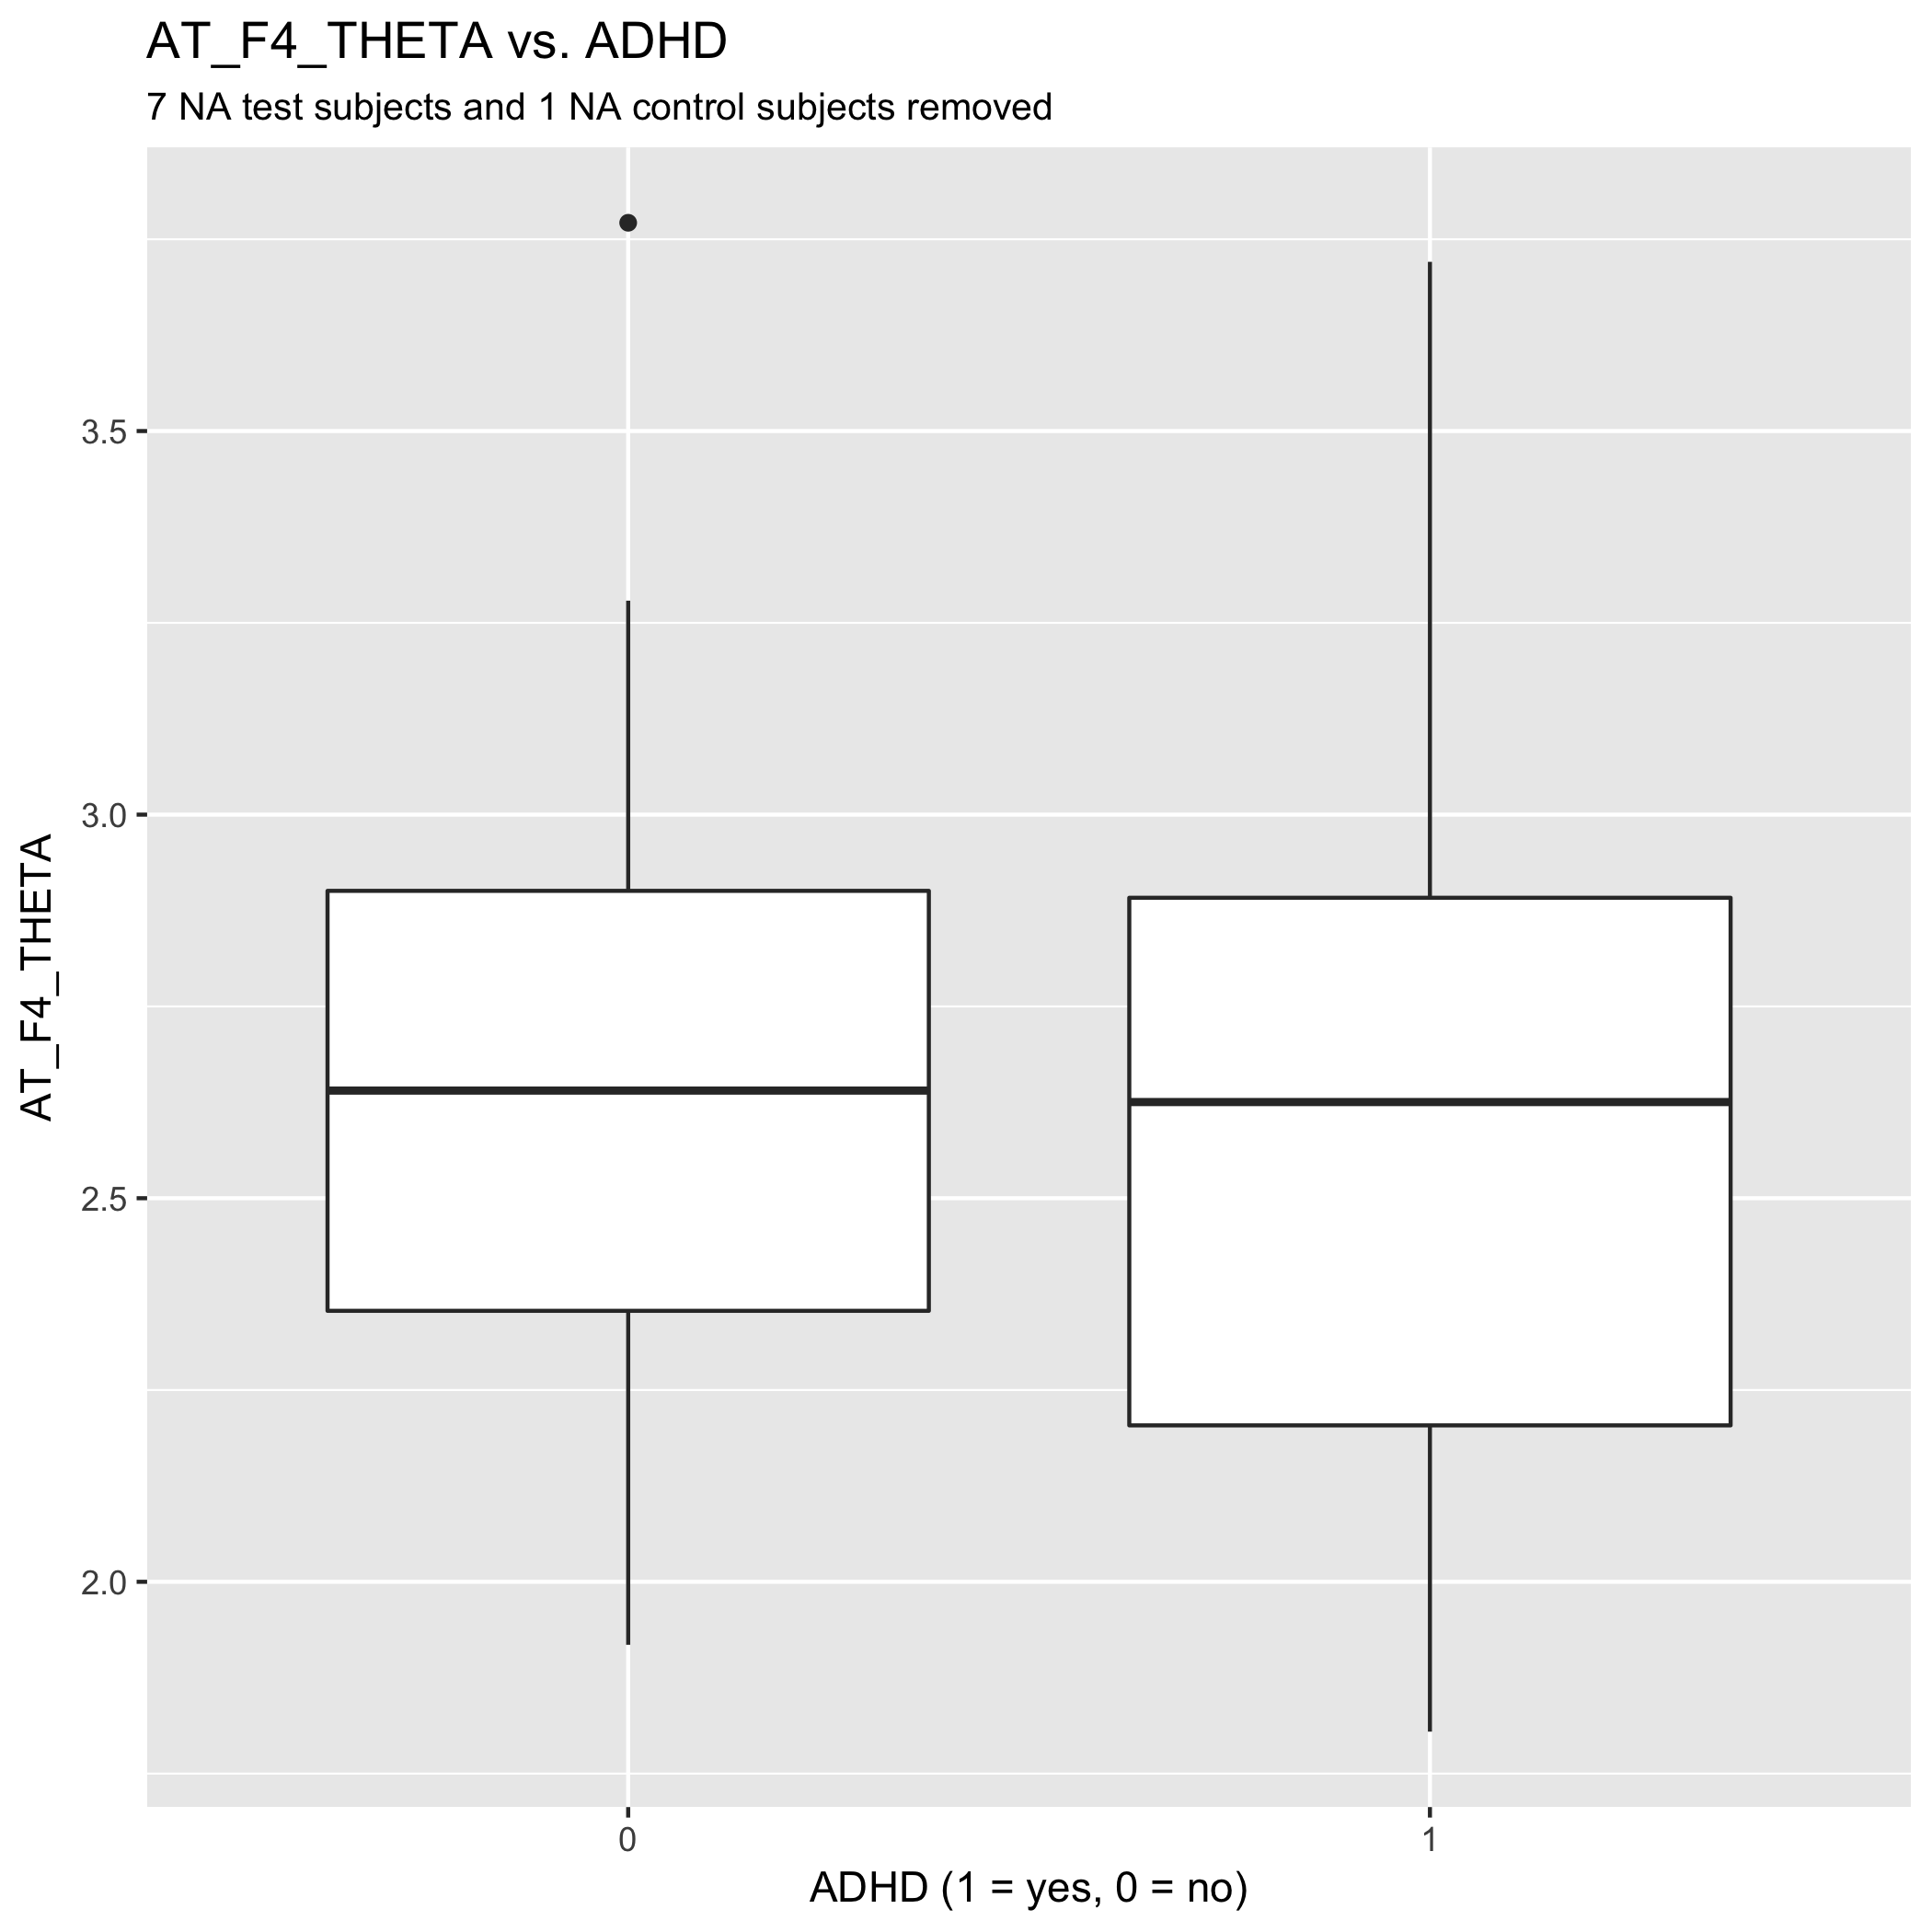 AT_F4_THETA vs. ADHD
7 NA test subjects and 1 NA control subjects removed
AT_F4_THETA
3.5
3.0
2.5
2.0
0
1
ADHD (1 = yes, 0 = no)